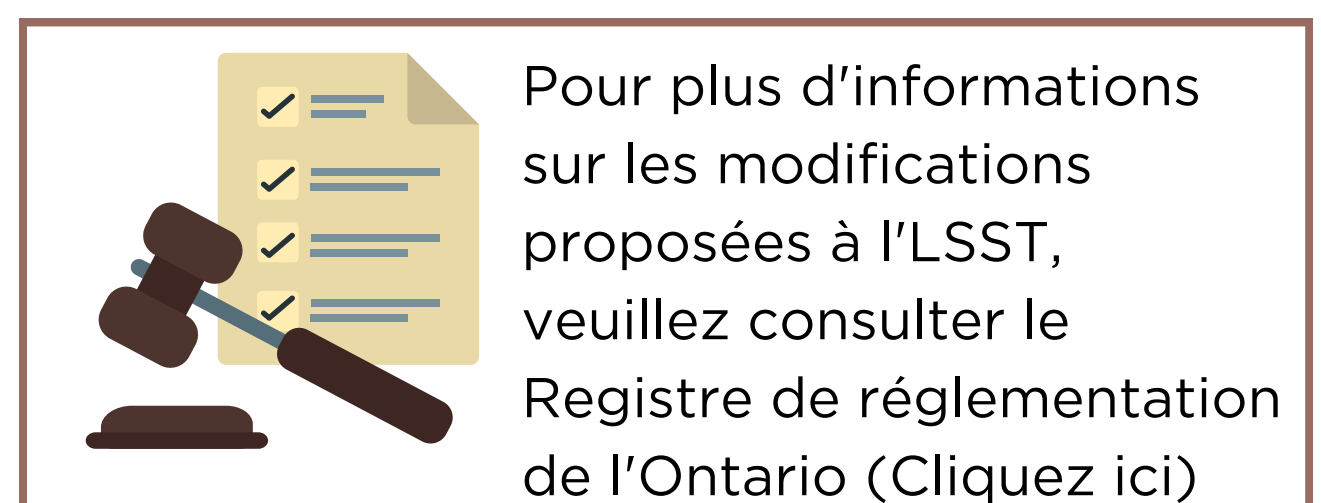 Pour plus d'informations
sur les modifications
proposées à l'LSST,
veuillez consulter le
Registre de réglementation
de l'Ontario (Cliquez ici)